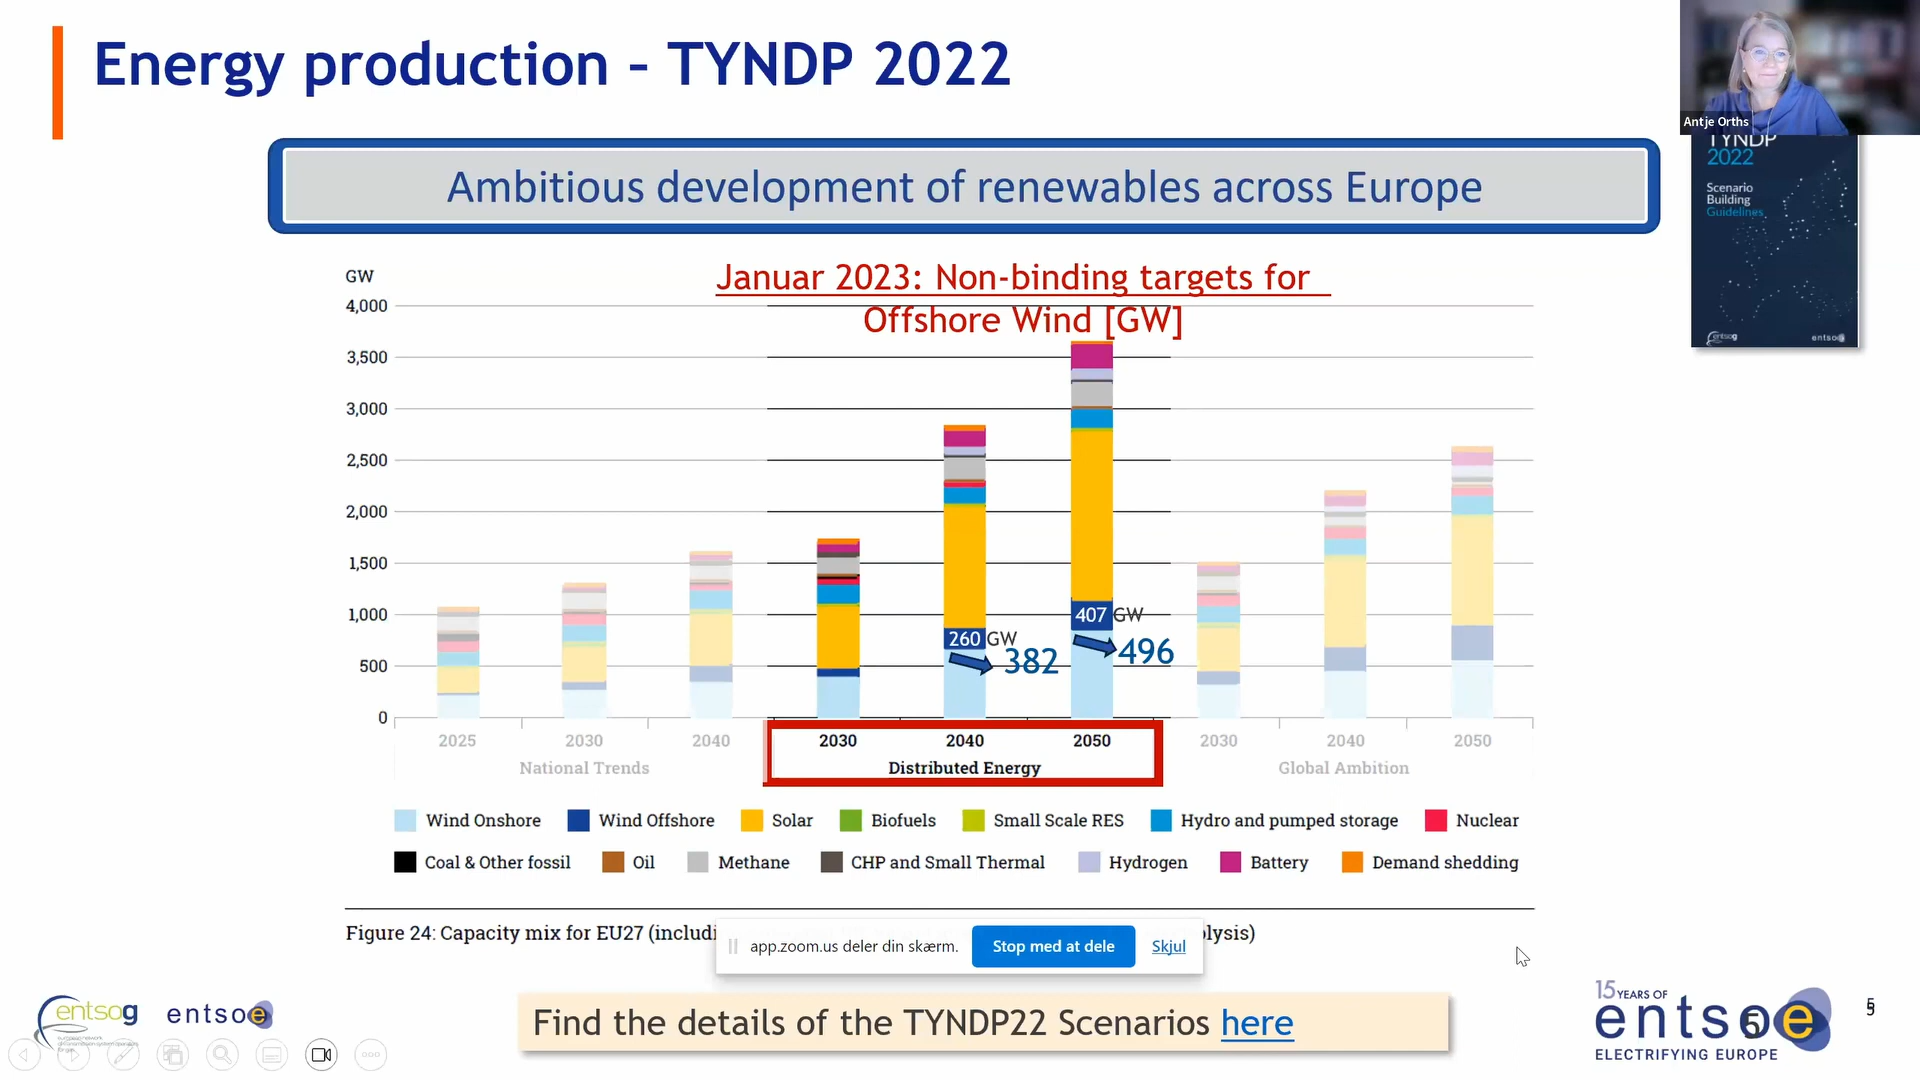 Energy production – TYNDP 2022
Antje Orths
Ambitious development of renewables across Europe
TYNDP
2022
Scenario
Building
Guidelines
entsog
entsoe
GW
Januar 2023: Non-binding targets for
Offshore Wind [GW]
4,000
3,500
3,000
2,500
2,000
1,500
1,000
500
0
407 GW
496
260 GW
382
2025 2030 2040 2030 2040 2050 2030 2040 2050
National Trends Distributed Energy Global Ambition
Wind Onshore Wind Offshore Solar Biofuels Small Scale RES Hydro and pumped storage Nuclear
Coal & Other fossil Oil Methane CHP and Small Thermal Hydrogen Battery Demand shedding
Figure 24: Capacity mix for EU27 (includi
lysis)
app.zoom.us deler din skærm. Stop med at dele Skjul
entsog entsoe
Find the details of the TYNDP22 Scenarios here
15 YEARS OF
entsoe
ELECTRIFYING EUROPE
5